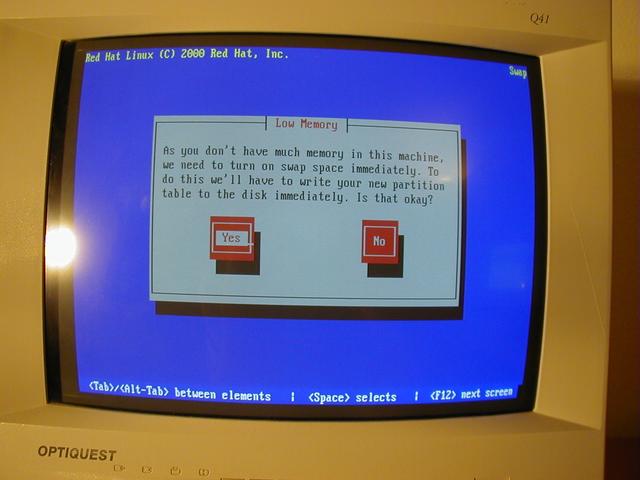 Q41
Red Hat Linux (C) 2000 Red Hat, Inc.
Swap
Low Memory
As you don't have much memory in this machine,
we need to turn on swap space immediately. To
do this we'll have to write your new partition
table to the disk immediately. Is that okay?
Yes
No
<Tab>/<Alt-Tab> between elements | <Space> selects | <F12> next screen
OPTIQUEST